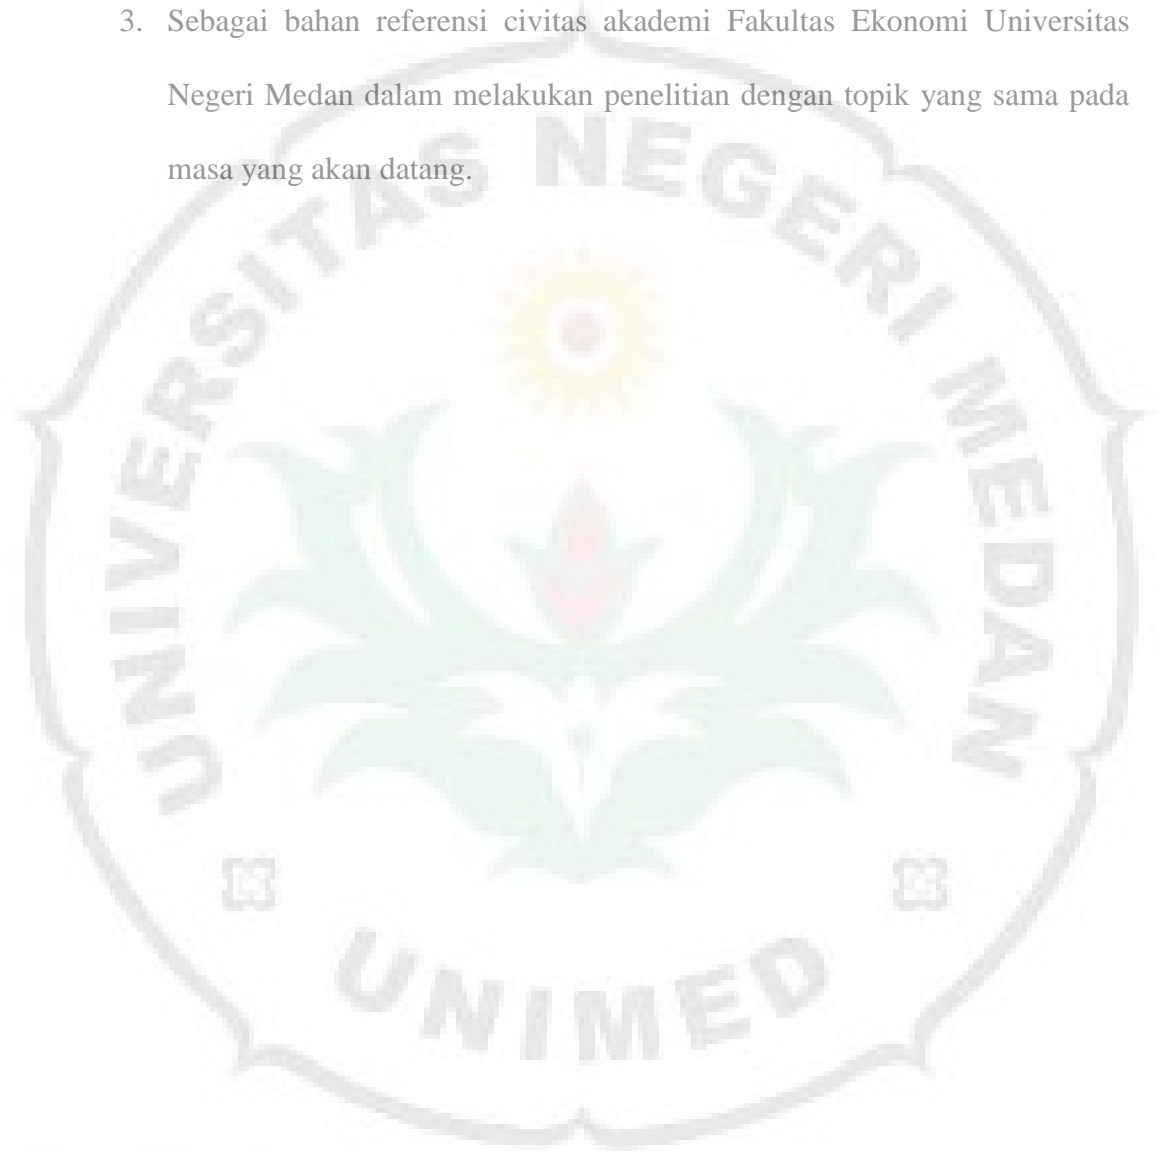 3. Sebagai bahan referensi civitas akademi Fakultas Ekonomi Universitas
Negeri Medan dalam melakukan penelitian dengan topik yang sama pada
masa yang akan datang.
UNIVERSITAS NEGERI MEDAN
UNIMED